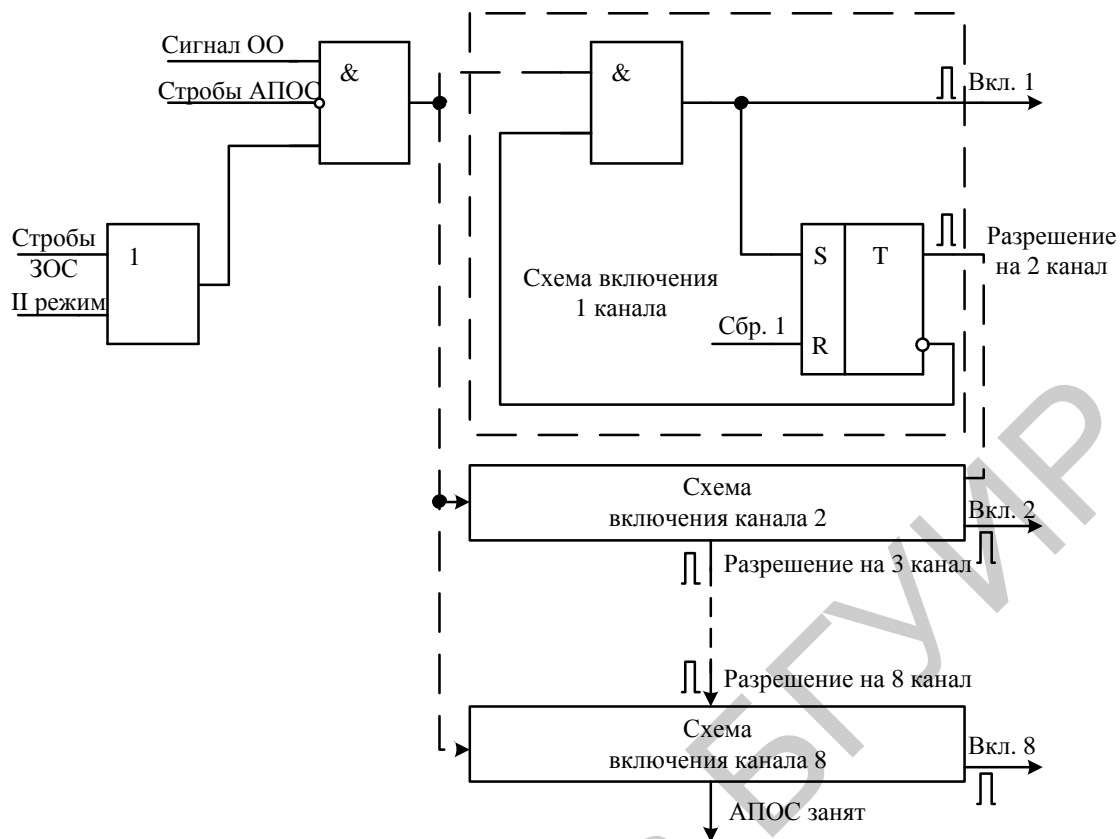 Сигнал ОО
Стробы АПОС
&
&
Вкл. 1
Стробы
ЗОС
II режим
1
Схема включения
1 канала
S
T
Сбр. 1
R
Разрешение
на 2 канал
Схема
включения канала 2
Вкл. 2
Разрешение на 3 канал
Разрешение на 8 канал
Схема
включения канала 8
Вкл. 8
АПОС занят
БГУИР